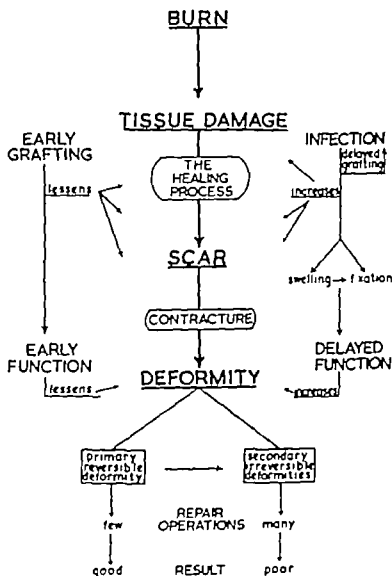 BURN
TISSUE DAMAGE
EARLY
GRAFTING
INFECTION
delayed
grafting
THE
HEALING
PROCESS
lessens
increases
SCAR
swelling
fixation
CONTRACTURE
EARLY
FUNCTION
DELAYED
FUNCTION
DEFORMITY
lessens
increases
primary
reversible
deformity
secondary
irreversible
deformities
few
REPAIR
OPERATIONS
many
good
RESULT
poor